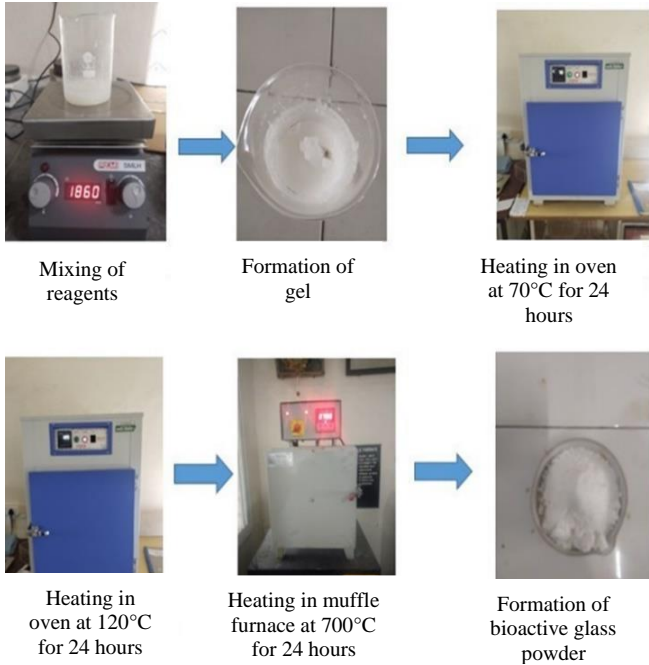 1860
Mixing of
reagents
Formation of
gel
Heating in oven
at 70°C for 24
hours
Heating in
oven at 120°C
for 24 hours
Heating in muffle
furnace at 700°C
for 24 hours
Formation of
bioactive glass
powder